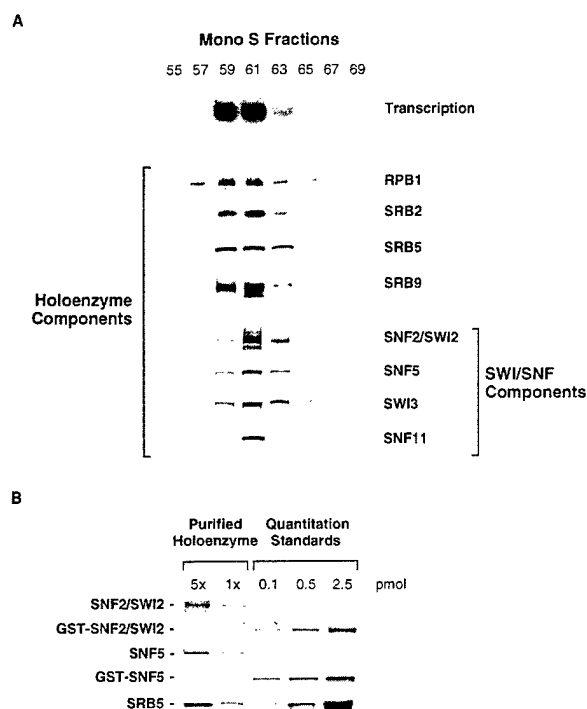 A
Mono S Fractions
55 57 59 61 63 65 67 69
Transcription
RPB1
SRB2
SRB5
SRB9
Holoenzyme
Components
SNF2/SWI2
SNF5
SWI3
SNF11
SWI/SNF
Components
B
Purified
Holoenzyme
Quantitation
Standards
5x 1x 0.1 0.5 2.5 pmol
SNF2/SWI2 -
GST-SNF2/SWI2 -
SNF5 -
GST-SNF5 -
SRB5 -